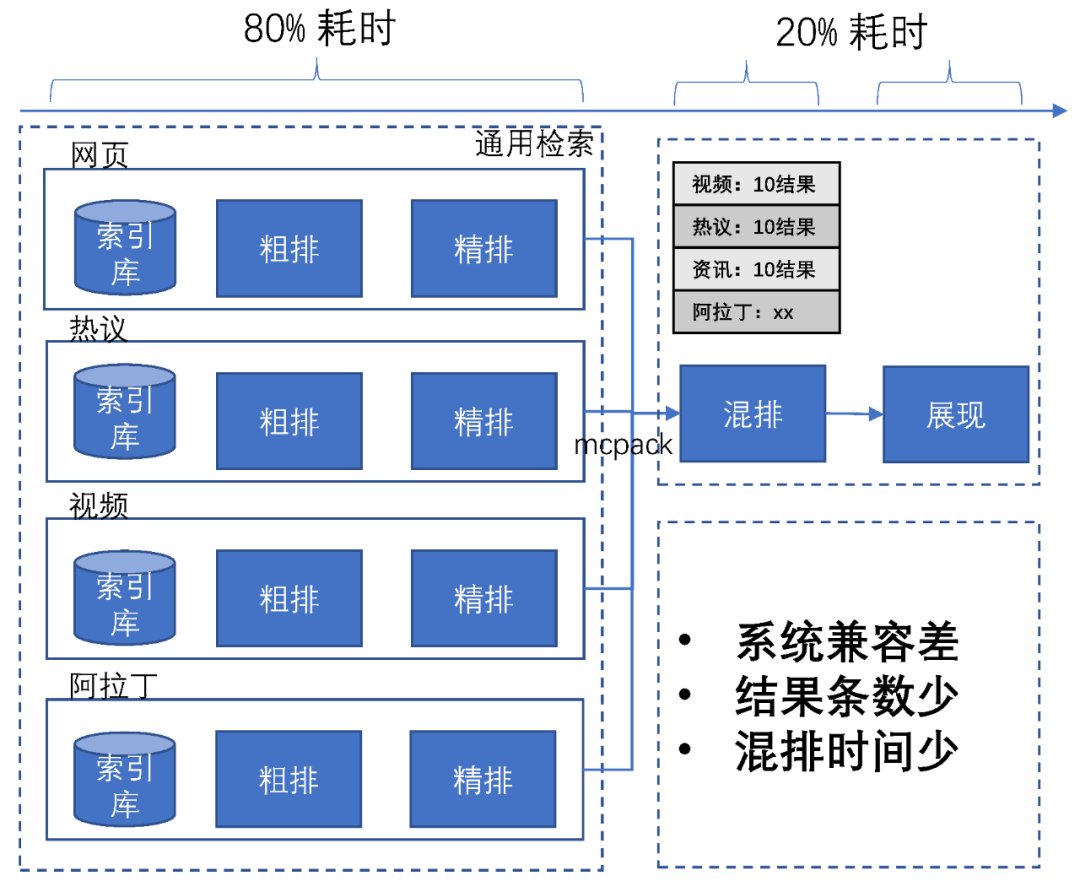 80% 耗时
20% 耗时
通用检索
网页
索引
库
粗排
精排
热议
索引
库
粗排
精排
视频
索引
库
粗排
精排
阿拉丁
索引
库
粗排
精排
mcpack
视频：10结果
热议：10结果
资讯：10结果
阿拉丁：xx
混排
展现
• 系统兼容差
• 结果条数少
• 混排时间少